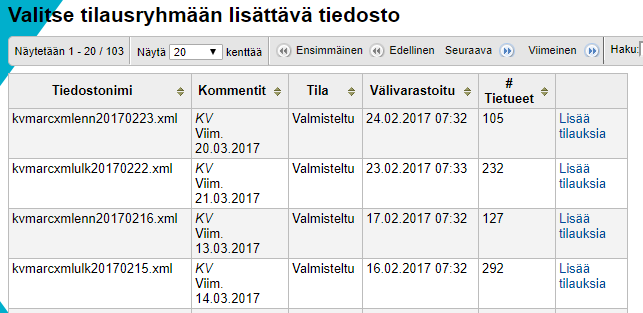 Valitse tilausryhmään lisättävä tiedosto
Näytetään 1 - 20 / 103 Näytä 20 kenttää Ensimmäinen Edellinen Seuraava Viimeinen Haku:
Tiedostonimi Kommentit Tila Välivarastoitu # Tietueet
kvmarcxmlenn20170223.xml KV Viim. 20.03.2017 Valmisteltu 24.02.2017 07:32 105 Lisää tilauksia
kvmarcxmlulk20170222.xml KV Viim. 21.03.2017 Valmisteltu 23.02.2017 07:33 232 Lisää tilauksia
kvmarcxmlenn20170216.xml KV Viim. 13.03.2017 Valmisteltu 17.02.2017 07:32 127 Lisää tilauksia
kvmarcxmlulk20170215.xml KV Viim. 14.03.2017 Valmisteltu 16.02.2017 07:32 292 Lisää tilauksia